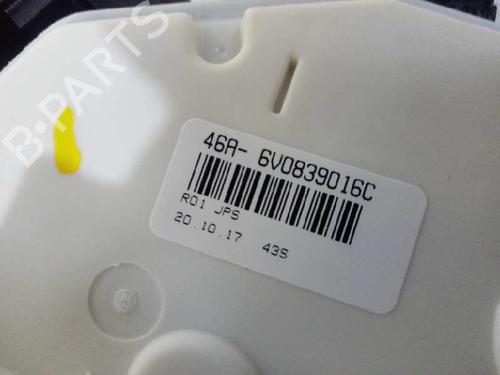 B-PARTS
46A- 6V0839016C
R01 JPS
20.10.17 43S